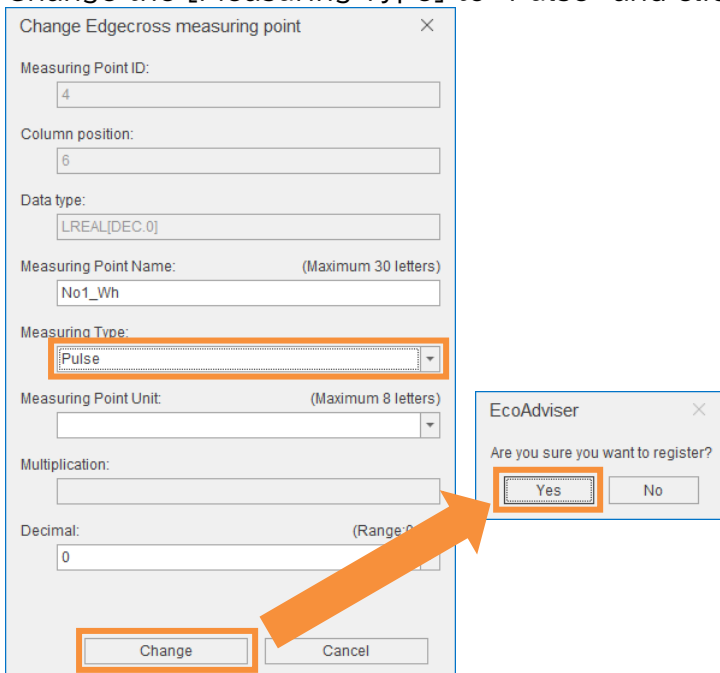 Change Edgecross measuring point
Measuring Point ID:
4
Column position:
6
Data type:
LREAL[DEC.0]
Measuring Point Name: (Maximum 30 letters)
No1_Wh
Measuring Type:
Pulse
Measuring Point Unit: (Maximum 8 letters)
Multiplication:
Decimal: (Range:0
0
Change Cancel
EcoAdviser
Are you sure you want to register?
Yes No